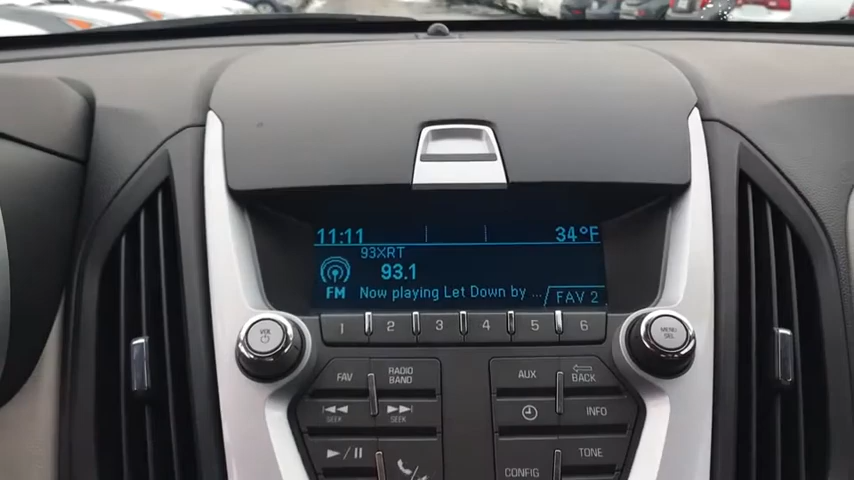 11:11 34°F
93XRT
93.1
FM Now playing Let Down by ... FAV 2
1 2 3 4 5 6
VOL
MENU
SEL
FAV RADIO BAND AUX BACK
SEEK SEEK INFO
TONE
CONFIG